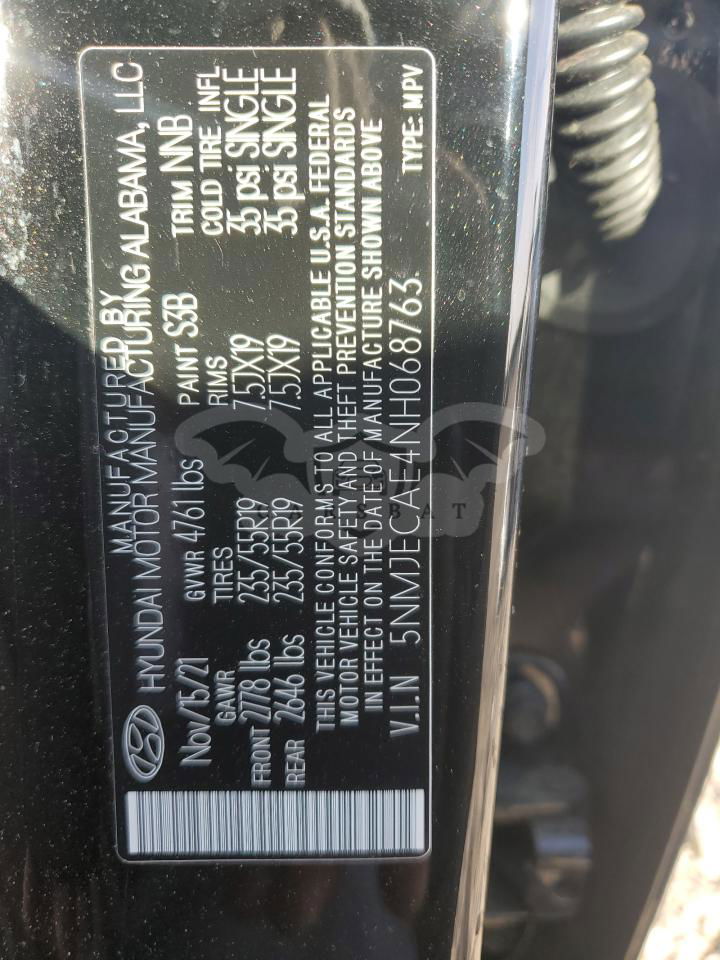 MANUFACTURED BY
HYUNDAI MOTOR MANUFACTURING ALABAMA, LLC
Nov/15/21 GVWR 4761 lbs PAINT S3B TRIM NNB
GAWR TIRES RIMS COLD TIRE. INFL
FRONT 2778 lbs 235/55R19 7.5JX19 35 psi SINGLE
REAR 2646 lbs 235/55R19 7.5JX19 35 psi SINGLE
THIS VEHICLE CONFORMS TO ALL APPLICABLE U.S.A. FEDERAL
MOTOR VEHICLE SAFETY AND THEFT PREVENTION STANDARDS
IN EFFECT ON THE DATE OF MANUFACTURE SHOWN ABOVE
V.I.N 5NMJECAE4NH068763 TYPE: MPV